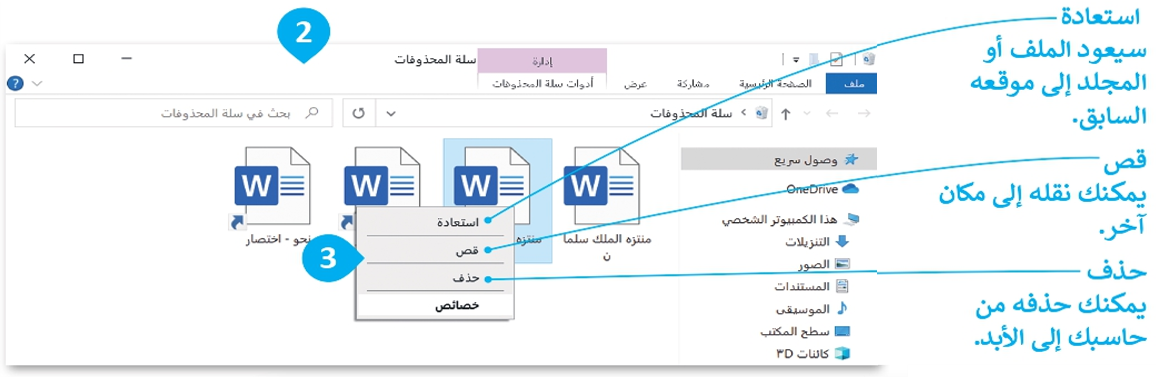 2
استعادة
سيعود الملف أو
المجلد إلى موقعه
السابق.
قص
يمكنك نقله إلى مكان
آخر.
حذف
يمكنك حذفه من
حاسبك إلى الأبد.
إدارة
سلة المحذوفات
ملف
الصفحة الرئيسية
مشاركة
عرض
أدوات سلة المحذوفات
?
سلة المحذوفات
بحث في سلة المحذوفات
وصول سريع
OneDrive
هذا الكمبيوتر الشخصي
التنزيلات
الصور
المستندات
الموسيقى
سطح المكتب
كائنات ٣D
W
W
W
W
منتزه الملك سلما
ن
منتزه
نحو - اختصار
3
استعادة
قص
حذف
خصائص